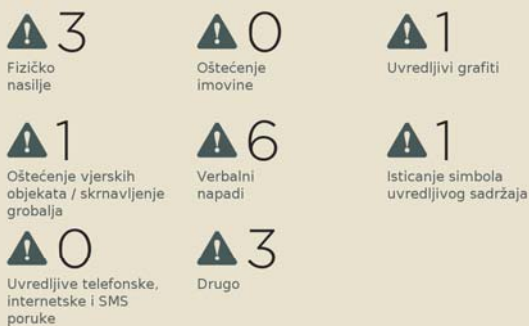 3
Fizičko
nasilje
0
Oštećenje
imovine
1
Uvredljivi grafiti
1
Oštećenje vjerskih
objekata / skrnavljenje
grobalja
6
Verbalni
napadi
1
Isticanje simbola
uvredljivog sadržaja
0
Uvredljive telefonske,
internetske i SMS
poruke
3
Drugo